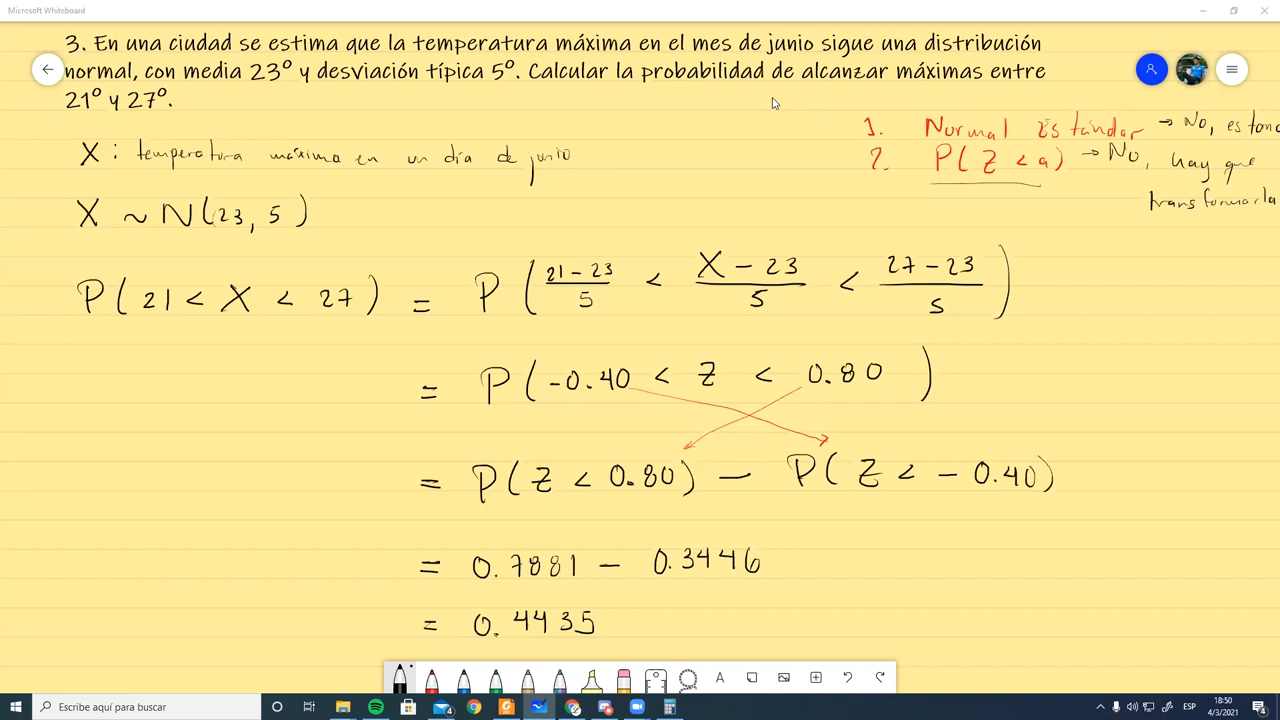 Microsoft Whiteboard
3. En una ciudad se estima que la temperatura máxima en el mes de junio sigue una distribución
normal, con media 23° y desviación típica 5°. Calcular la probabilidad de alcanzar máximas entre
21° y 27°.
1. Normal Estándar → No, estand
2. P(Z < a) → No, hay que
transformarla
X : temperatura máxima en un día de junio
X ~ N(23, 5)
P(21 < X < 27) = P( (21-23)/5 < (X-23)/5 < (27-23)/5 )
= P(-0.40 < Z < 0.80)
= P(Z < 0.80) - P(Z < -0.40)
= 0.7881 - 0.3446
= 0.4435
A
Escribe aquí para buscar
ESP
18:50
4/3/2021
4